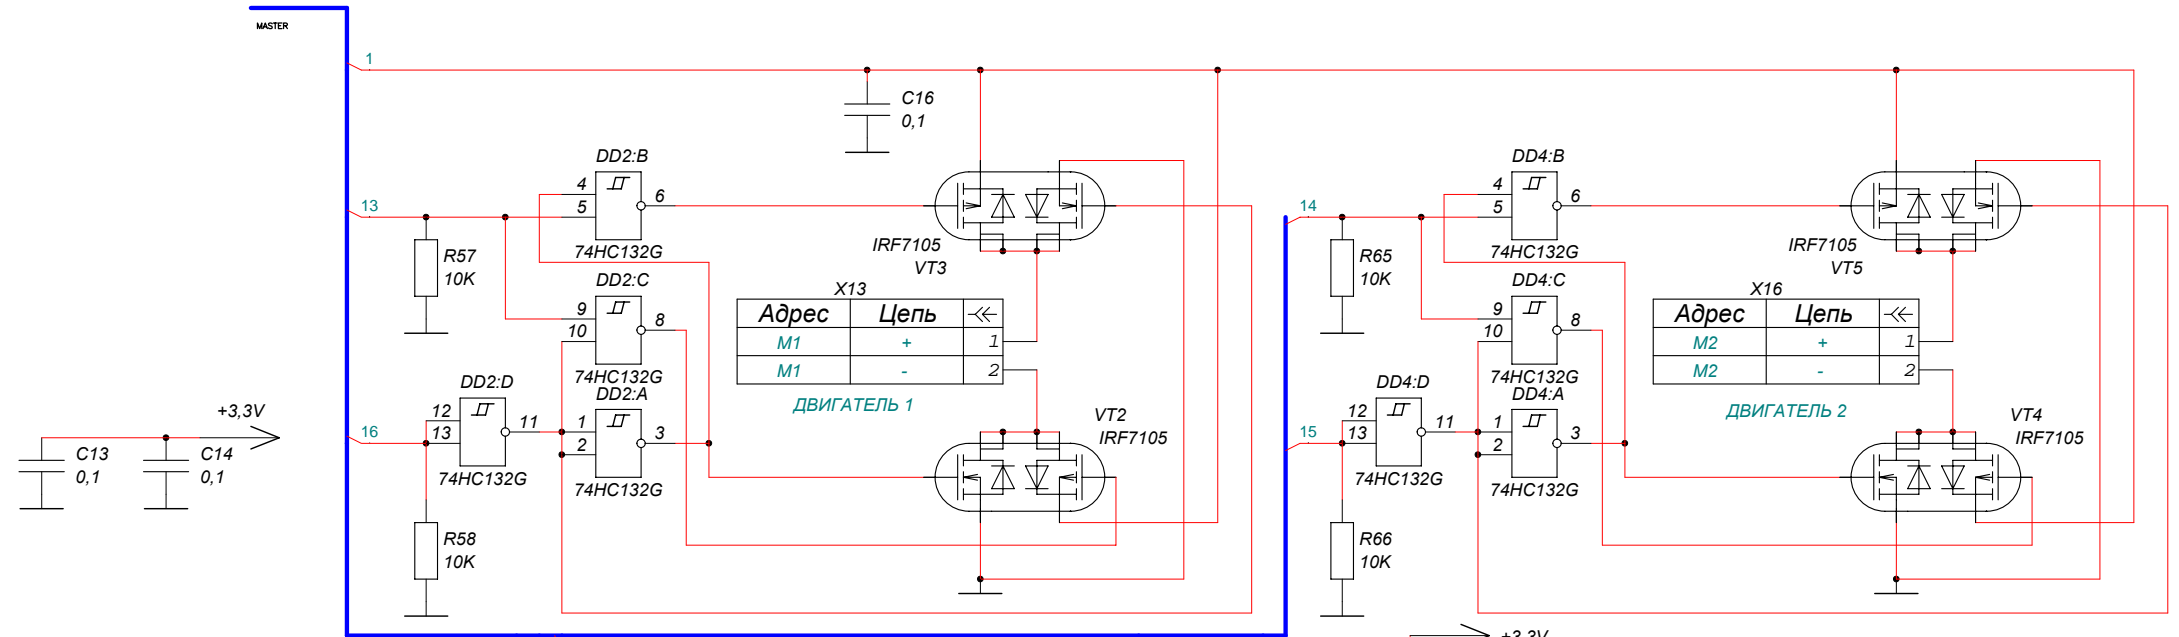 MASTER
1
C16
0,1
DD2:B
4
5
6
74HC132G
13
R57
10K
IRF7105
VT3
DD2:C
9
10
8
74HC132G
X13
Адрес Цепь
M1 + 1
M1 - 2
ДВИГАТЕЛЬ 1
DD2:D
12
13
11
74HC132G
DD2:A
1
2
3
74HC132G
16
VT2
IRF7105
+3,3V
C13
0,1
C14
0,1
R58
10K
DD4:B
4
5
6
74HC132G
14
R65
10K
IRF7105
VT5
DD4:C
9
10
8
74HC132G
X16
Адрес Цепь
M2 + 1
M2 - 2
ДВИГАТЕЛЬ 2
DD4:D
12
13
11
74HC132G
DD4:A
1
2
3
74HC132G
15
VT4
IRF7105
R66
10K
+3,3V